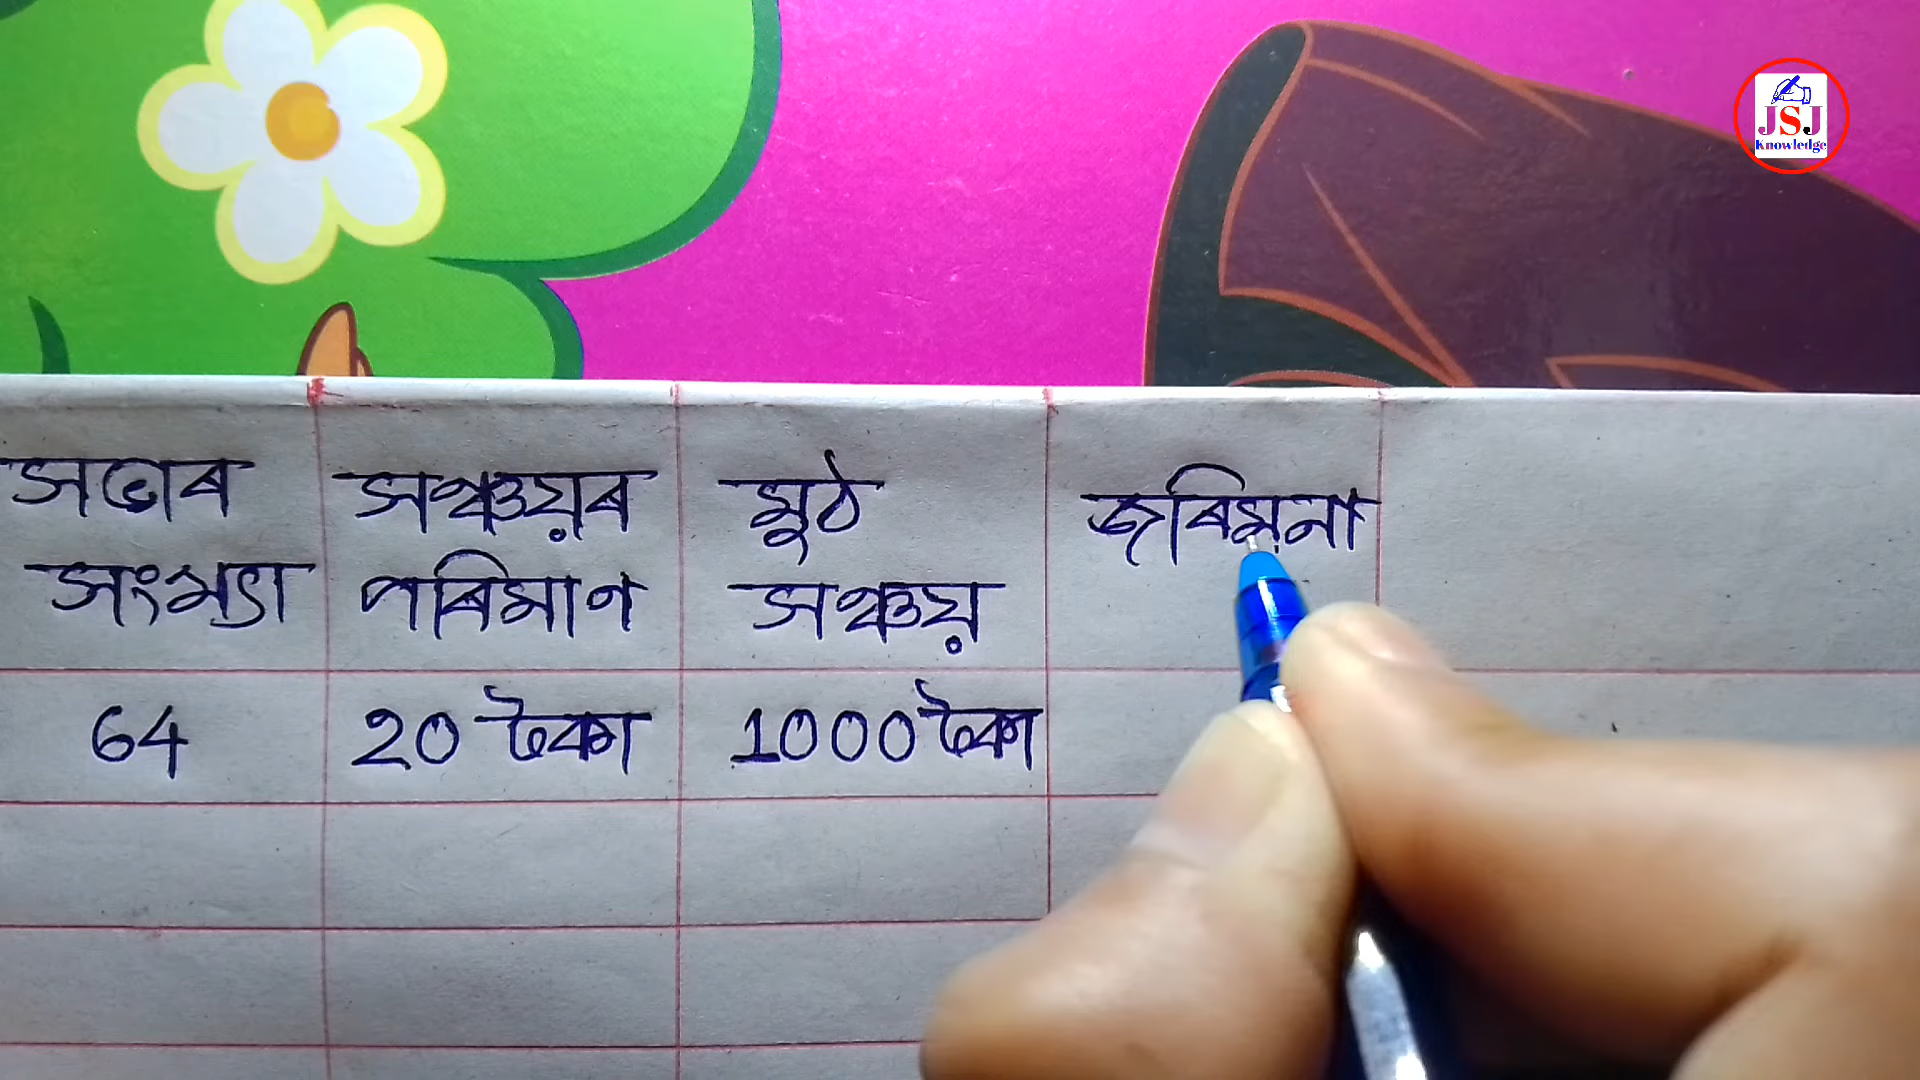 JSJ
Knowledge
সভাৰ সঞ্চয়ৰ মুঠ জৰিমনা
সংখ্যা পৰিমাণ সঞ্চয়
64 20 টকা 1000 টকা